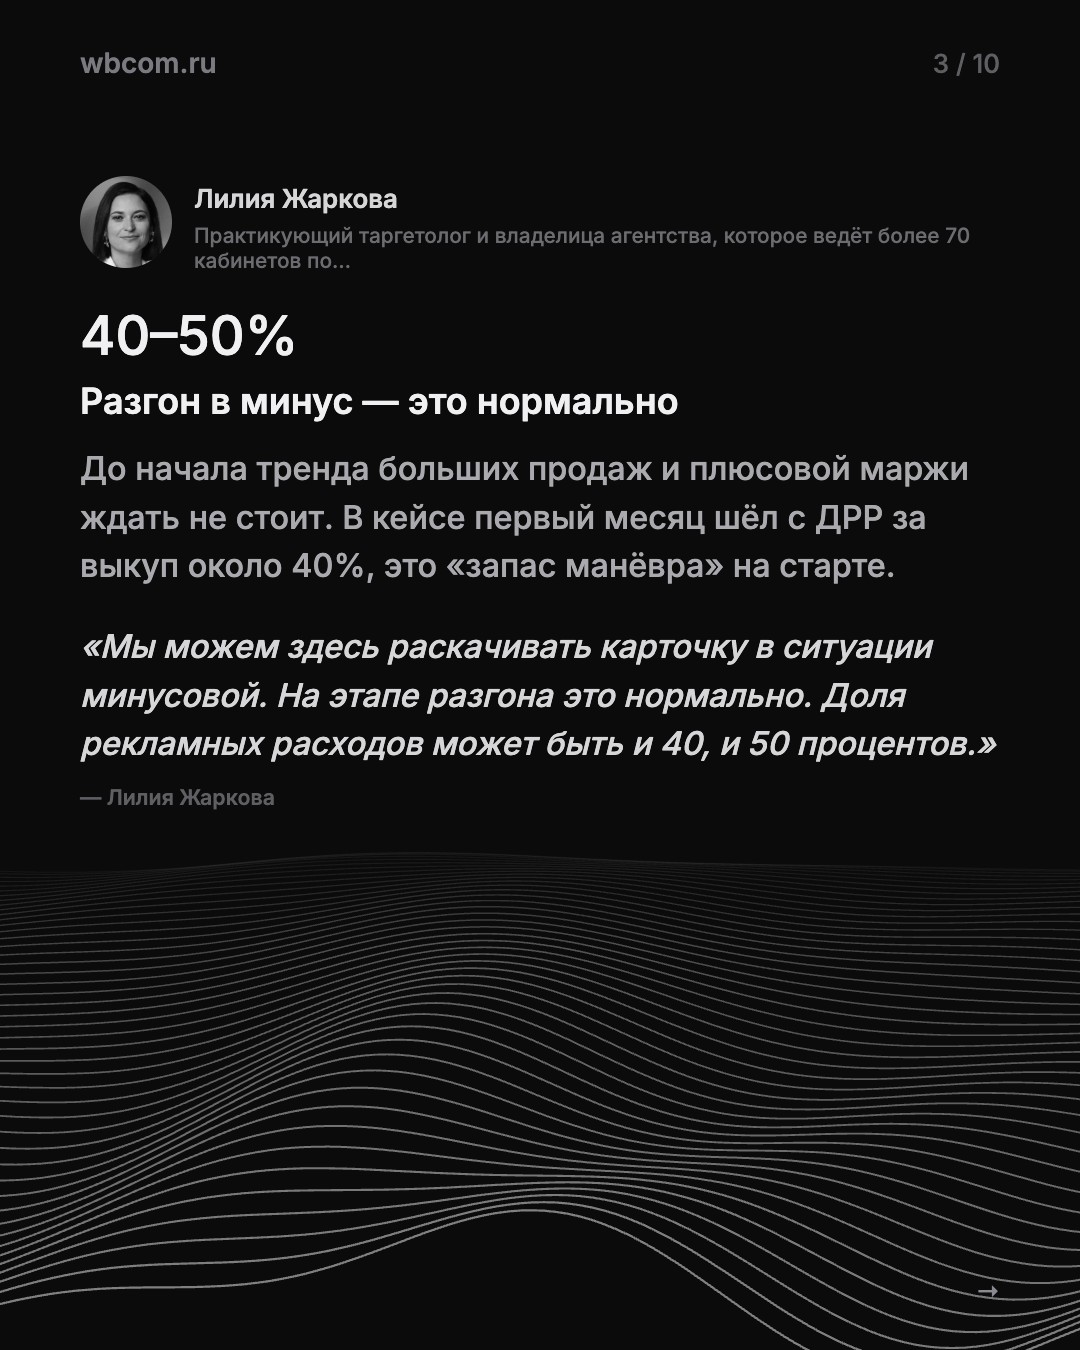 wbcom.ru
3 / 10
Лилия Жаркова
Практикующий таргетолог и владелица агентства, которое ведёт более 70
кабинетов по...
40–50%
Разгон в минус — это нормально
До начала тренда больших продаж и плюсовой маржи
ждать не стоит. В кейсе первый месяц шёл с ДРР за
выкуп около 40%, это «запас манёвра» на старте.
«Мы можем здесь раскачивать карточку в ситуации
минусовой. На этапе разгона это нормально. Доля
рекламных расходов может быть и 40, и 50 процентов.»
— Лилия Жаркова
→